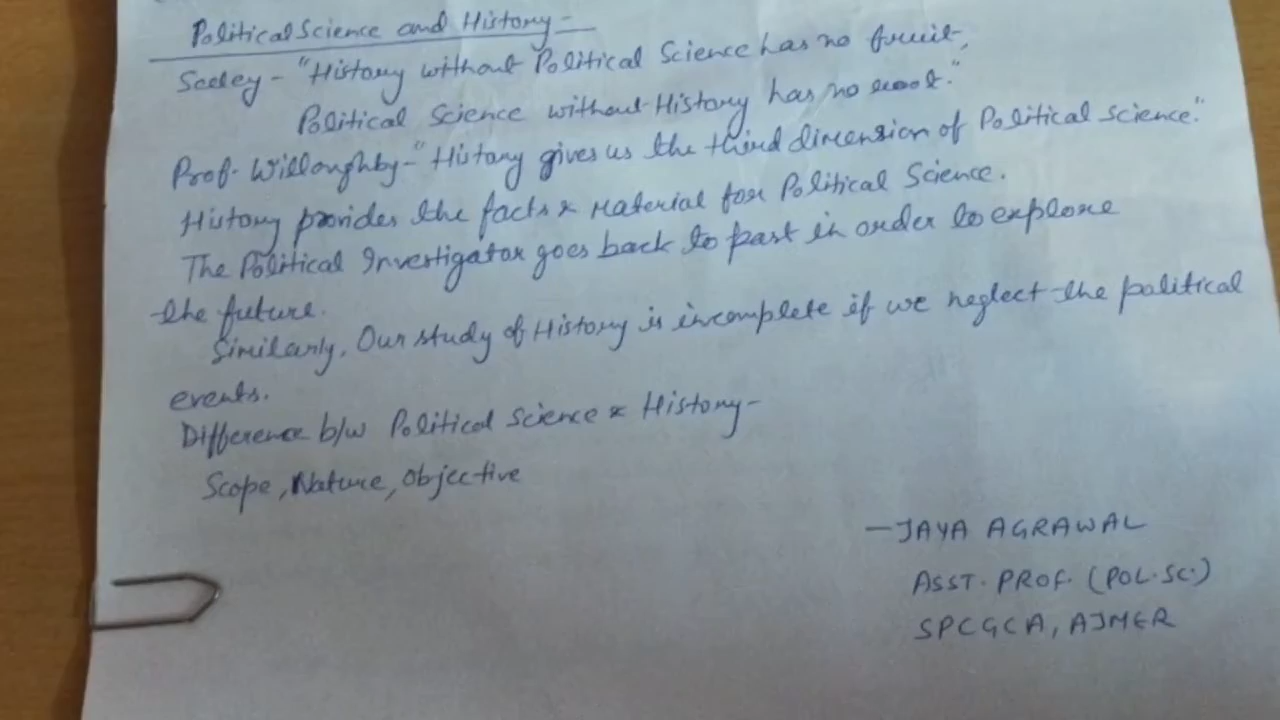 Political Science and History-
Seeley - "History without Political Science has no fruit,
Political Science without History has no root."
Prof. Willoughby - "History gives us the third dimension of Political Science."
History provides the facts & material for Political Science.
The Political Investigator goes back to past in order to explore
the future.
Similarly, Our study of History is incomplete if we neglect the political
events.
Difference b/w Political Science & History-
Scope, Nature, Objective
- JAYA AGRAWAL
ASST. PROF. (POL.SC.)
SPCGCA, AJMER